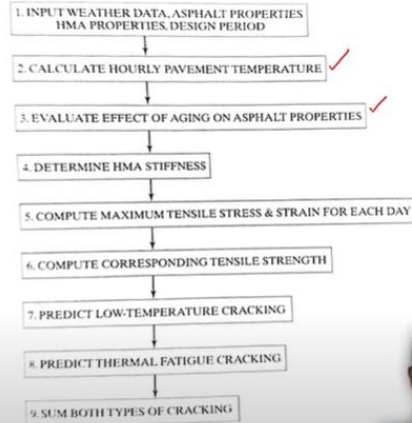 1. INPUT WEATHER DATA, ASPHALT PROPERTIES
HMA PROPERTIES, DESIGN PERIOD
2. CALCULATE HOURLY PAVEMENT TEMPERATURE
3. EVALUATE EFFECT OF AGING ON ASPHALT PROPERTIES
4. DETERMINE HMA STIFFNESS
5. COMPUTE MAXIMUM TENSILE STRESS & STRAIN FOR EACH DAY
6. COMPUTE CORRESPONDING TENSILE STRENGTH
7. PREDICT LOW-TEMPERATURE CRACKING
8. PREDICT THERMAL FATIGUE CRACKING
9. SUM BOTH TYPES OF CRACKING